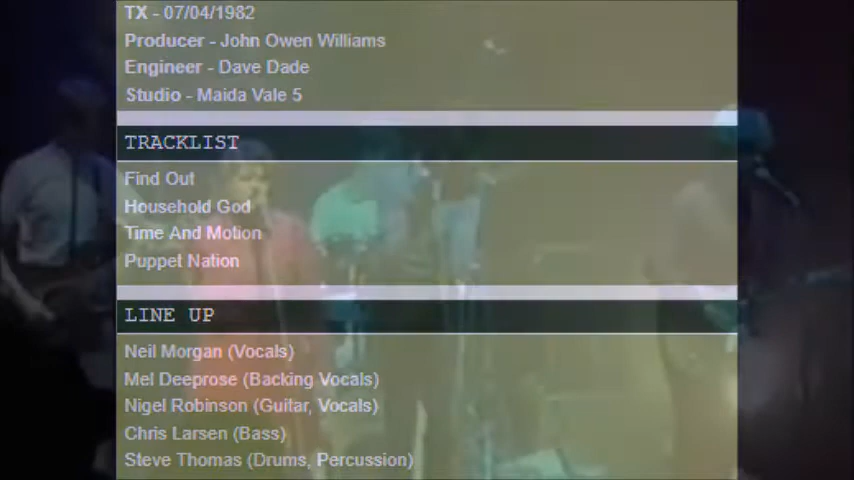 TX - 07/04/1982
Producer - John Owen Williams
Engineer - Dave Dade
Studio - Maida Vale 5
TRACKLIST
Find Out
Household God
Time And Motion
Puppet Nation
LINE UP
Neil Morgan (Vocals)
Mel Deeprose (Backing Vocals)
Nigel Robinson (Guitar, Vocals)
Chris Larsen (Bass)
Steve Thomas (Drums, Percussion)